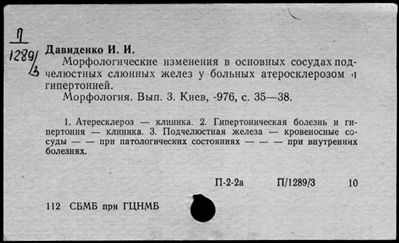 П
1289/3
Давиденко И. И.
Морфологические изменения в основных сосудах под-
челюстных слюнных желез у больных атеросклерозом и
гипертонией.
Морфология. Вып. 3. Киев, -976, с. 35—38.
1. Атересклероз — клиника. 2. Гипертоническая болезнь и ги-
пертония — клиника. 3. Подчелюстная железа — кровеносные со-
суды — — при патологических состояниях — — — при внутренних
болезнях.
П-2-2а П/1289/3 10
112 СБМБ при ГЦНМБ